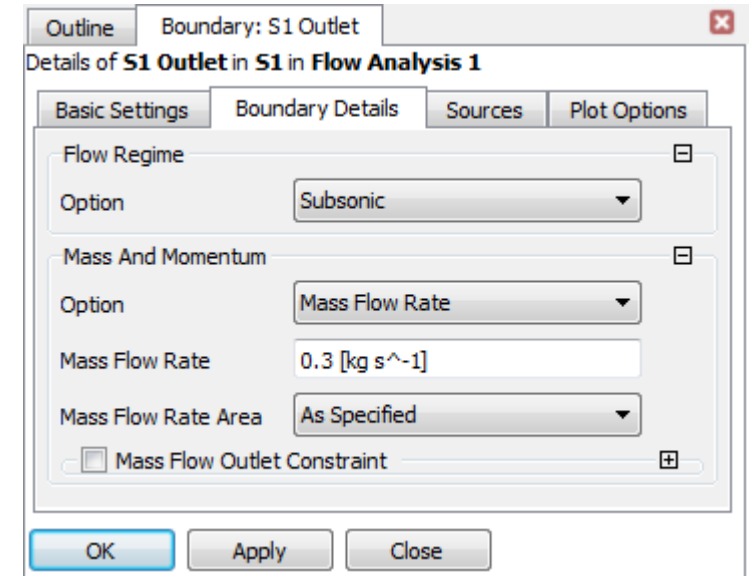 Outline Boundary: S1 Outlet
Details of S1 Outlet in S1 in Flow Analysis 1
Basic Settings Boundary Details Sources Plot Options
Flow Regime
Option Subsonic
Mass And Momentum
Option Mass Flow Rate
Mass Flow Rate 0.3 [kg s^-1]
Mass Flow Rate Area As Specified
Mass Flow Outlet Constraint
OK Apply Close